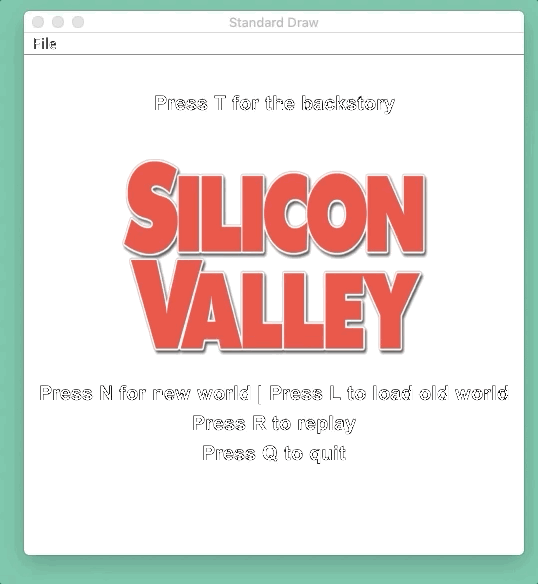 Standard Draw
File
Press T for the backstory
SILICON
VALLEY
Press N for new world | Press L to load old world
Press R to replay
Press Q to quit